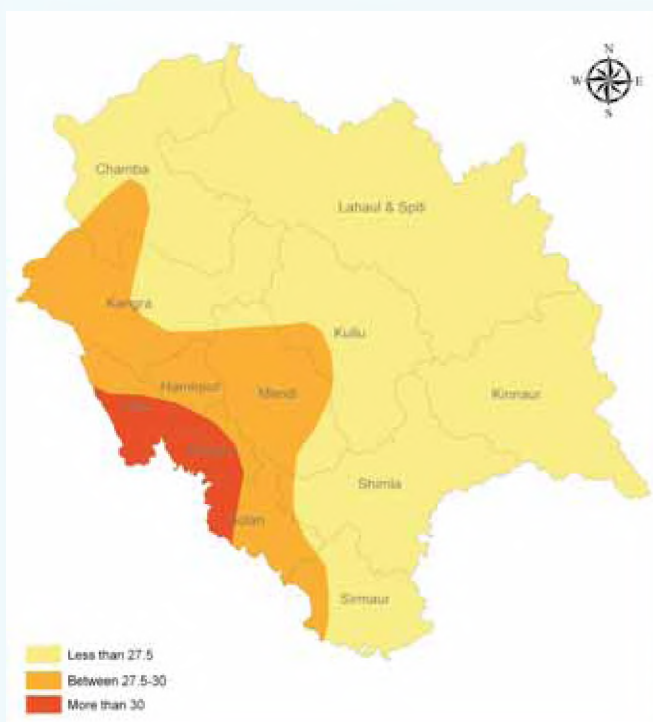 N
W E
S
Chamba
Lahaul & Spiti
Kangra
Kullu
Hamirpur
Mandi
Kinnaur
Shimla
Solan
Sirmaur
Less than 27.5
Between 27.5-30
More than 30